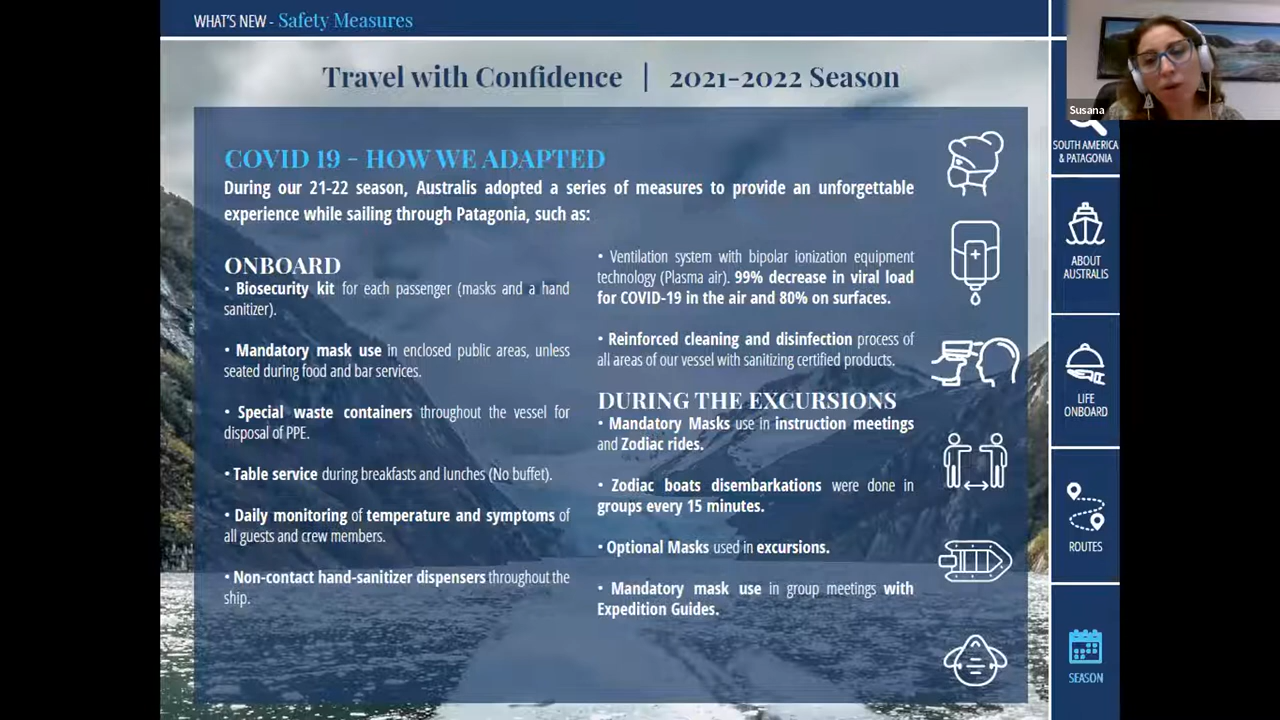 WHAT'S NEW - Safety Measures
Travel with Confidence | 2021-2022 Season
COVID 19 - HOW WE ADAPTED
During our 21-22 season, Australis adopted a series of measures to provide an unforgettable
experience while sailing through Patagonia, such as:
ONBOARD
• Biosecurity kit for each passenger (masks and a hand
sanitizer).
• Mandatory mask use in enclosed public areas, unless
seated during food and bar services.
• Special waste containers throughout the vessel for
disposal of PPE.
• Table service during breakfasts and lunches (No buffet).
• Daily monitoring of temperature and symptoms of
all guests and crew members.
• Non-contact hand-sanitizer dispensers throughout the
ship.
• Ventilation system with bipolar ionization equipment
technology (Plasma air). 99% decrease in viral load
for COVID-19 in the air and 80% on surfaces.
• Reinforced cleaning and disinfection process of
all areas of our vessel with sanitizing certified products.
DURING THE EXCURSIONS
• Mandatory Masks use in instruction meetings
and Zodiac rides.
• Zodiac boats disembarkations were done in
groups every 15 minutes.
• Optional Masks used in excursions.
• Mandatory mask use in group meetings with
Expedition Guides.
Susana
SOUTH AMERICA
& PATAGONIA
ABOUT
AUSTRALIS
LIFE
ONBOARD
ROUTES
SEASON